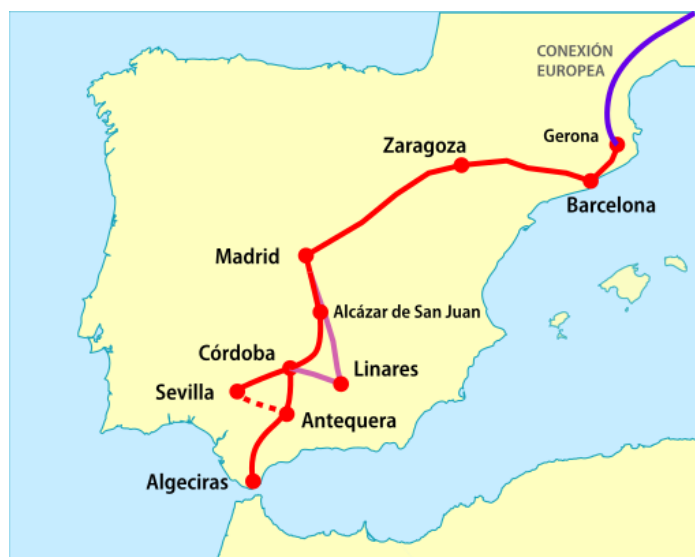 CONEXIÓN
EUROPEA
Gerona
Zaragoza
Barcelona
Madrid
Alcázar de San Juan
Córdoba
Linares
Sevilla
Antequera
Algeciras